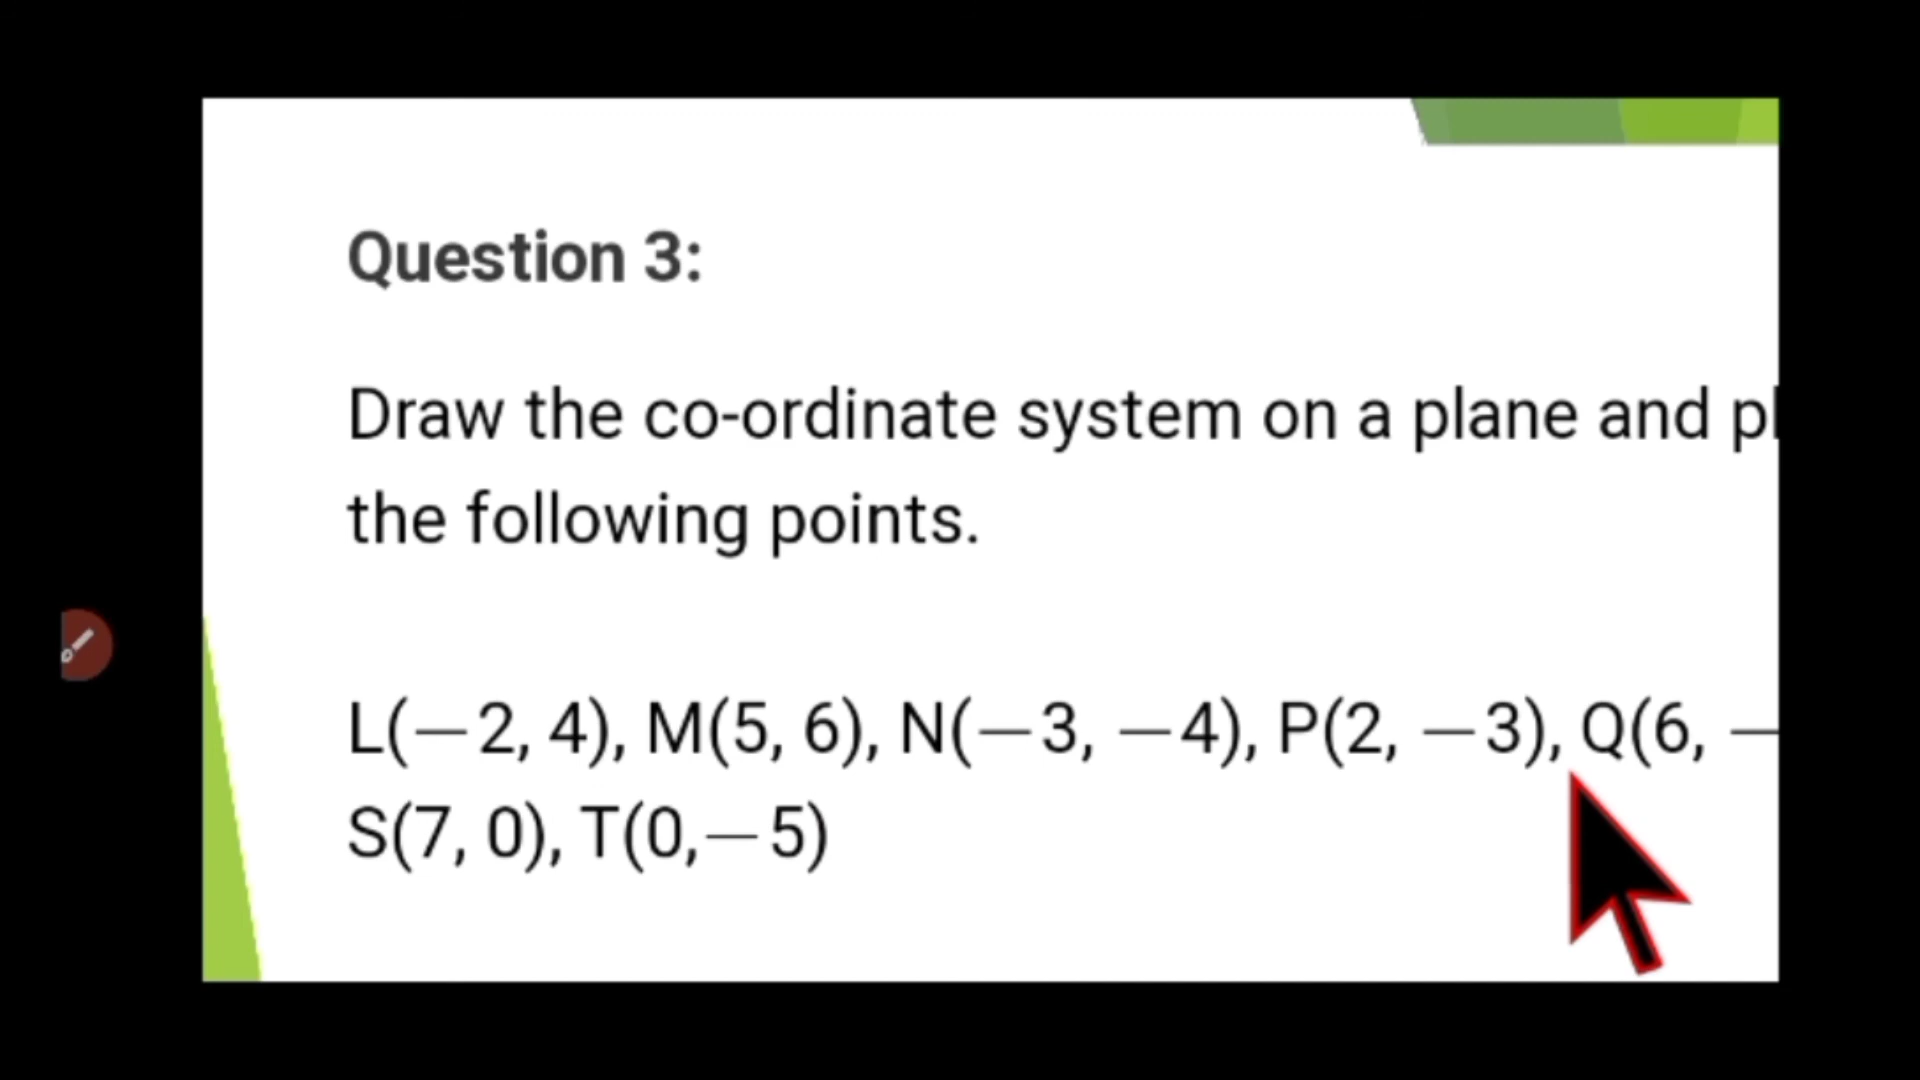 Question 3:
Draw the co-ordinate system on a plane and pl
the following points.
L(−2, 4), M(5, 6), N(−3, −4), P(2, −3), Q(6, −
S(7, 0), T(0,−5)